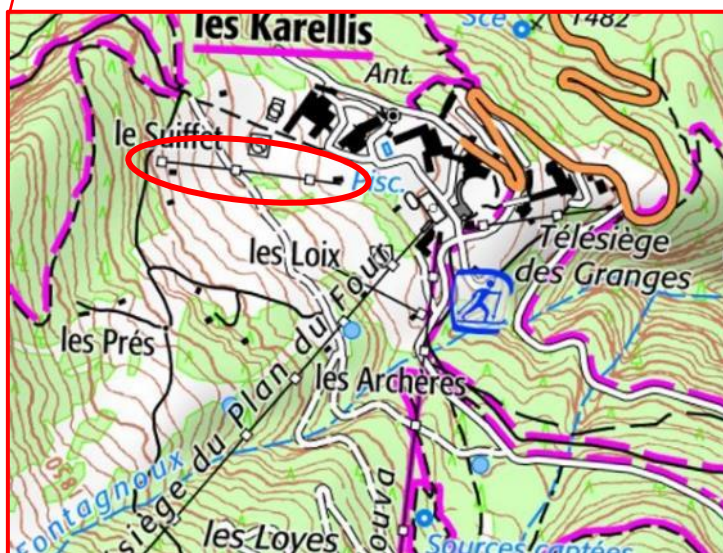 les Karellis
Sce
1482
Ant.
le Suiffet
Pisc.
les Loix
Télésiège
des Granges
les Prés
Télésiège du Plan du Four
les Archères
Fontagnoux
les Loyes
Sources captées